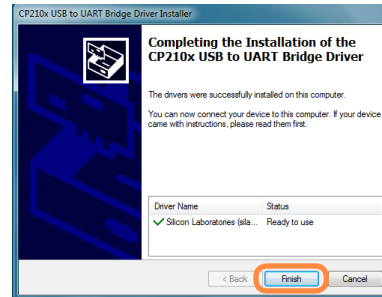 CP210x USB to UART Bridge Driver Installer
Completing the Installation of the
CP210x USB to UART Bridge Driver
The drivers were successfully installed on this computer.
You can now connect your device to this computer. If your device
came with instructions, please read them first.
Driver Name Status
Silicon Laboratories (sila... Ready to use
< Back Finish Cancel